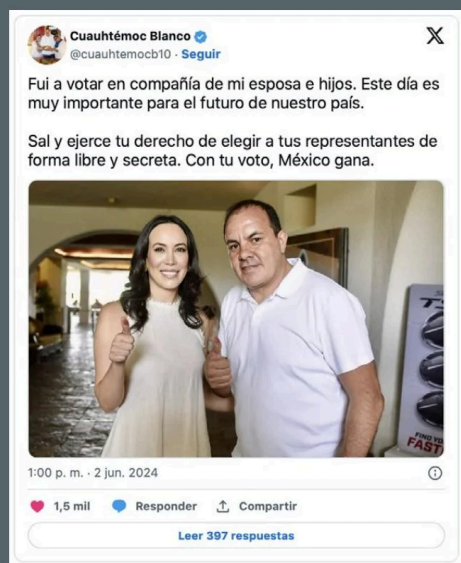 Cuauhtémoc Blanco
@cuauhtemocb10 · Seguir
Fui a votar en compañía de mi esposa e hijos. Este día es
muy importante para el futuro de nuestro país.
Sal y ejerce tu derecho de elegir a tus representantes de
forma libre y secreta. Con tu voto, México gana.
FIND YO
FAST
1:00 p. m. · 2 jun. 2024
1,5 mil Responder Compartir
Leer 397 respuestas